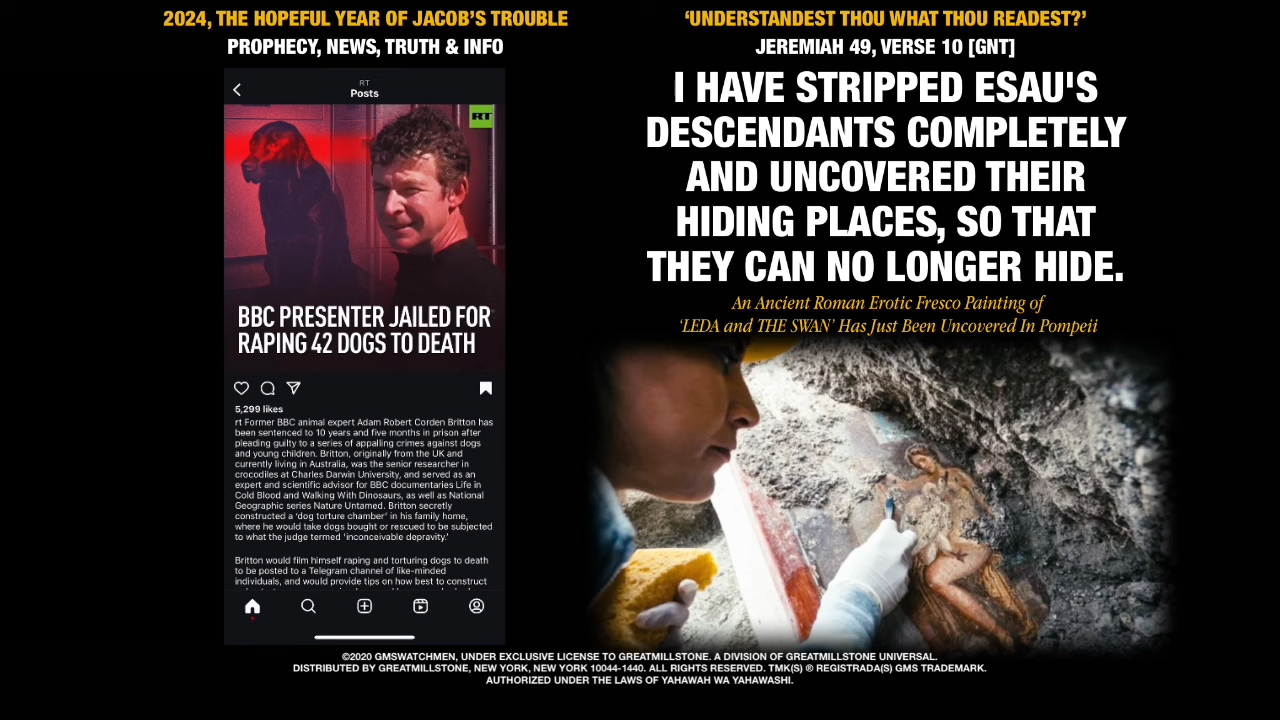 2024, THE HOPEFUL YEAR OF JACOB'S TROUBLE
PROPHECY, NEWS, TRUTH & INFO
RT
Posts
RT
BBC PRESENTER JAILED FOR
RAPING 42 DOGS TO DEATH
5,299 likes
rt Former BBC animal expert Adam Robert Corden Britton has
been sentenced to 10 years and five months in prison after
pleading guilty to a series of appalling crimes against dogs
and young children. Britton, originally from the UK and
currently living in Australia, was the senior researcher in
crocodiles at Charles Darwin University, and served as an
expert and scientific advisor for BBC documentaries Life in
Cold Blood and Walking With Dinosaurs, as well as National
Geographic series Nature Untamed. Britton secretly
constructed a 'dog torture chamber' in his family home,
where he would take dogs bought or rescued to be subjected
to what the judge termed 'inconceivable depravity.'
Britton would film himself raping and torturing dogs to death
to be posted to a Telegram channel of like-minded
individuals, and would provide tips on how best to construct
‘UNDERSTANDEST THOU WHAT THOU READEST?’
JEREMIAH 49, VERSE 10 [GNT]
I HAVE STRIPPED ESAU'S
DESCENDANTS COMPLETELY
AND UNCOVERED THEIR
HIDING PLACES, SO THAT
THEY CAN NO LONGER HIDE.
An Ancient Roman Erotic Fresco Painting of
‘LEDA and THE SWAN’ Has Just Been Uncovered In Pompeii
©2020 GMSWATCHMEN, UNDER EXCLUSIVE LICENSE TO GREATMILLSTONE. A DIVISION OF GREATMILLSTONE UNIVERSAL.
DISTRIBUTED BY GREATMILLSTONE, NEW YORK, NEW YORK 10044-1440. ALL RIGHTS RESERVED. TMK(S) ® REGISTRADA(S) GMS TRADEMARK.
AUTHORIZED UNDER THE LAWS OF YAHAWAH WA YAHAWASHI.